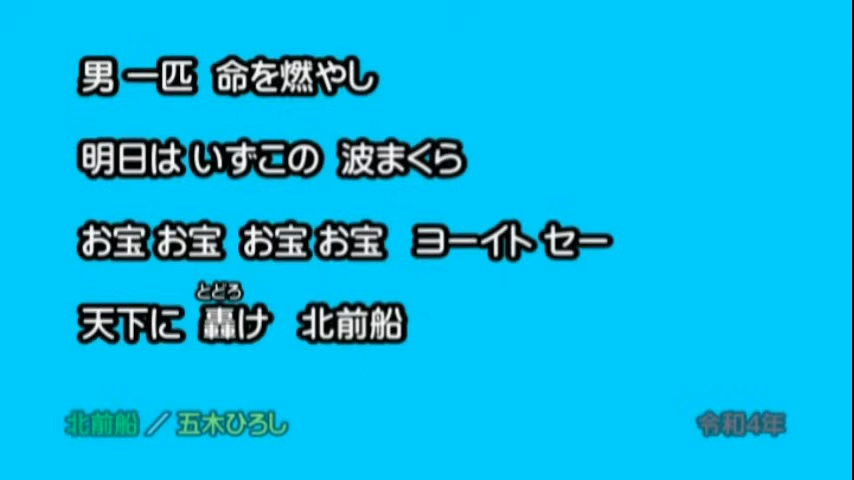 男 一匹 命を燃やし
明日は いずこの 波まくら
お宝 お宝 お宝 お宝 ヨーイト セー
とどろ
天下に 轟け 北前船
北前船 / 五木ひろし 令和4年